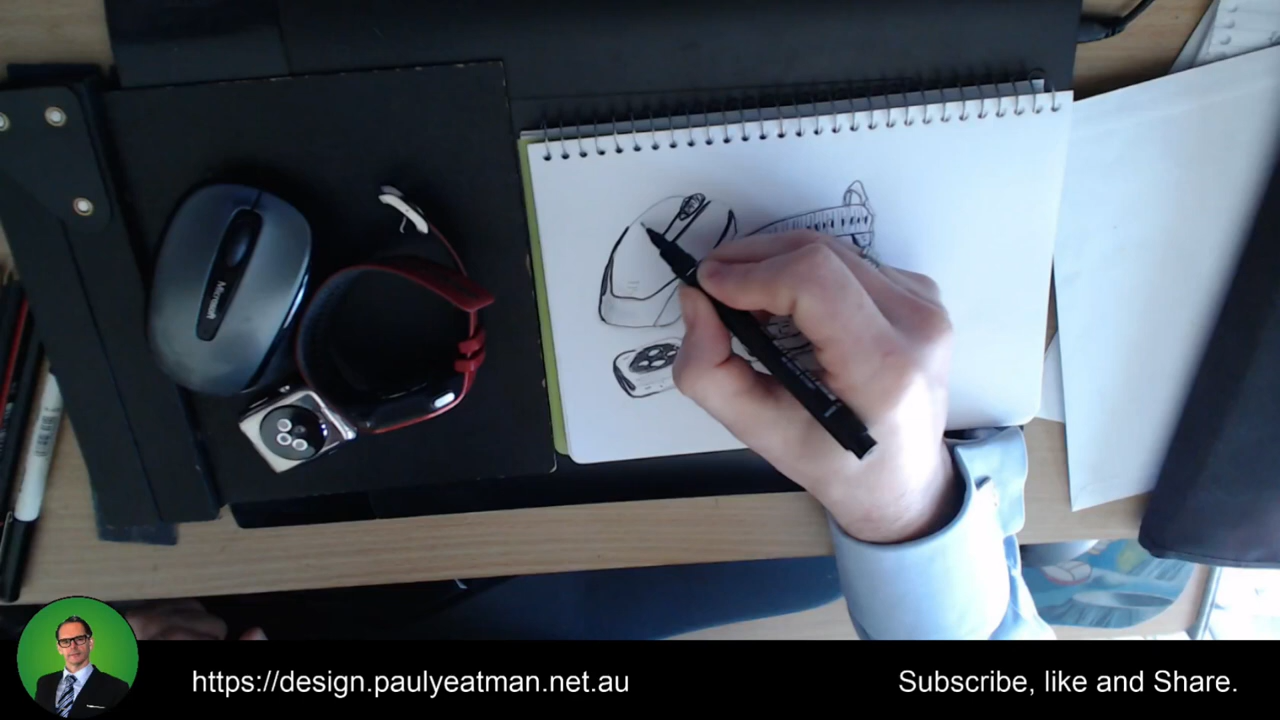 Microsoft
https://design.paulyeatman.net.au
Subscribe, like and Share.